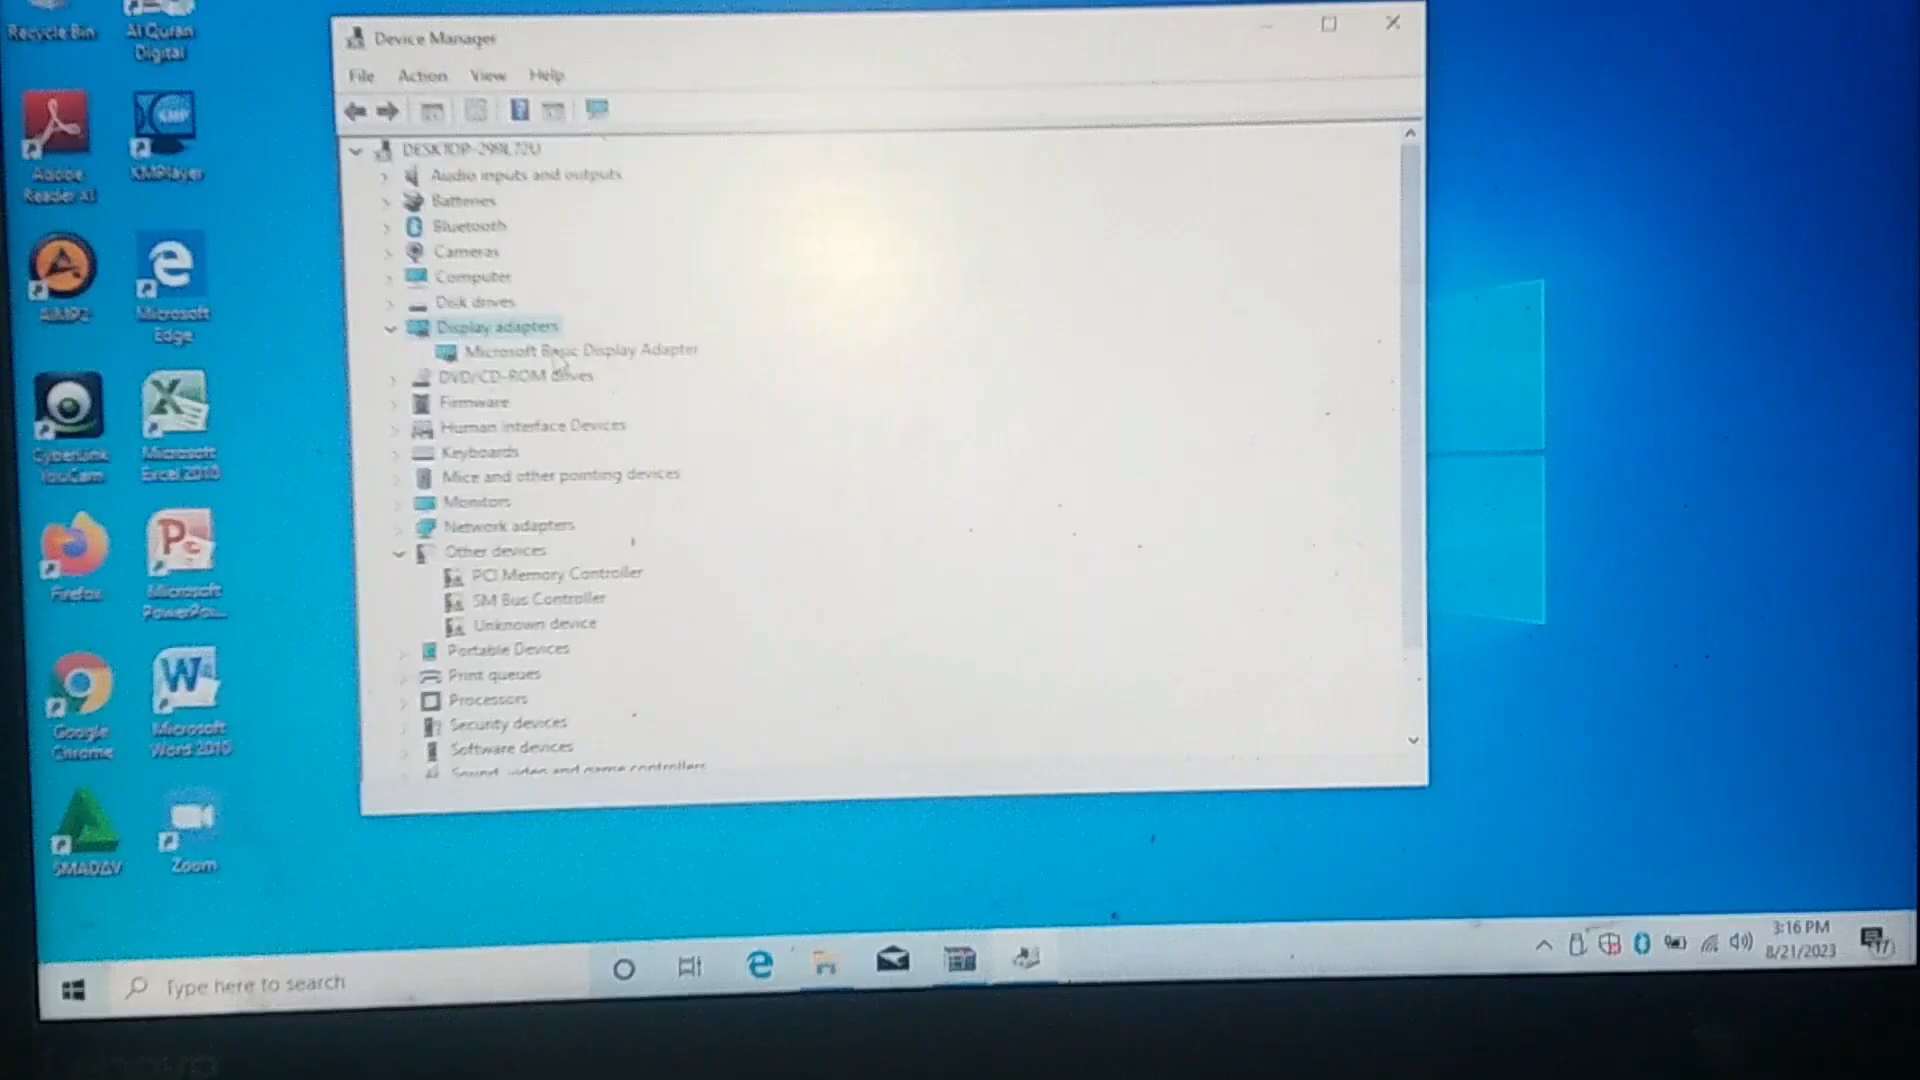 Recycle Bin
Al Quran
Digital
Adobe
Reader XI
KMPlayer
AIMP2
Microsoft
Edge
CyberLink
YouCam
Microsoft
Excel 2010
Firefox
Microsoft
PowerPoi...
Google
Chrome
Microsoft
Word 2010
SMADAV
Zoom
Device Manager
File Action View Help
Audio inputs and outputs
Batteries
Bluetooth
Cameras
Computer
Disk drives
Display adapters
Microsoft Basic Display Adapter
DVD/CD-ROM drives
Firmware
Human Interface Devices
Keyboards
Mice and other pointing devices
Monitors
Network adapters
Other devices
PCI Memory Controller
SM Bus Controller
Unknown device
Portable Devices
Print queues
Processors
Security devices
Software devices
Sound, video and game controllers
Type here to search
3:16 PM
8/21/2023
17